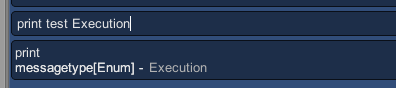 print test Execution
print
messagetype[Enum] - Execution